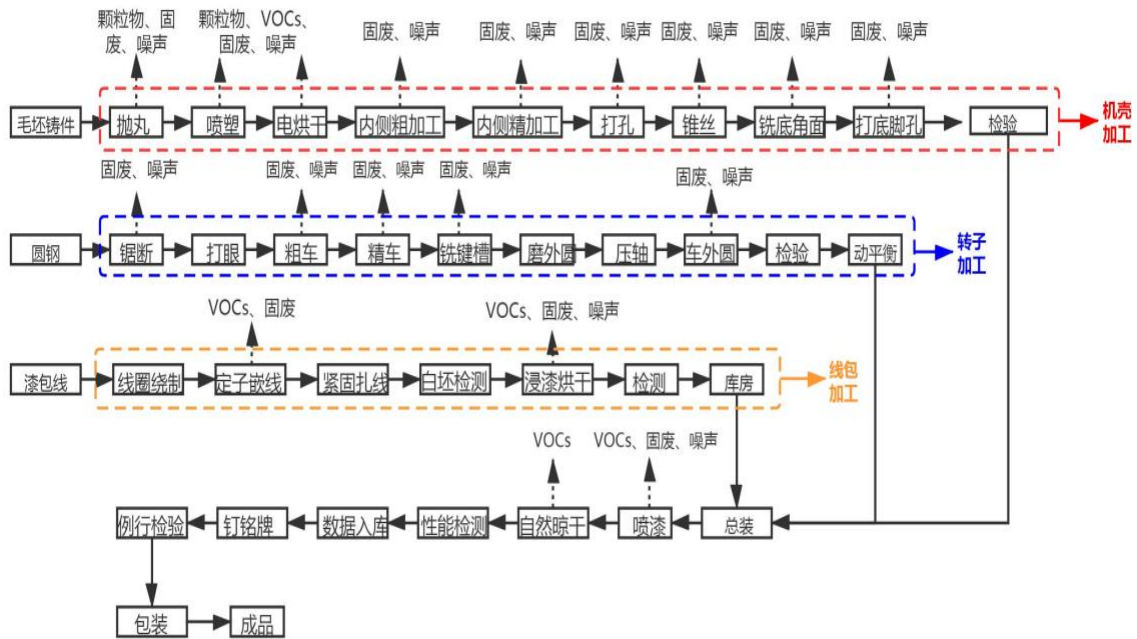 颗粒物、固
废、噪声
颗粒物、VOCs、
固废、噪声
固废、噪声
固废、噪声
固废、噪声
固废、噪声
固废、噪声
固废、噪声
毛坯铸件
抛丸
喷塑
电烘干
内侧粗加工
内侧精加工
打孔
锥丝
铣底角面
打底脚孔
检验
机壳
加工
固废、噪声
固废、噪声
固废、噪声
固废、噪声
固废、噪声
圆钢
锯断
打眼
粗车
精车
铣键槽
磨外圆
压轴
车外圆
检验
动平衡
转子
加工
VOCs、固废
VOCs、固废、噪声
漆包线
线圈绕制
定子嵌线
紧固扎线
白坯检测
浸漆烘干
检测
库房
线包
加工
VOCs
VOCs、固废、噪声
例行检验
钉铭牌
数据入库
性能检测
自然晾干
喷漆
总装
包装
成品